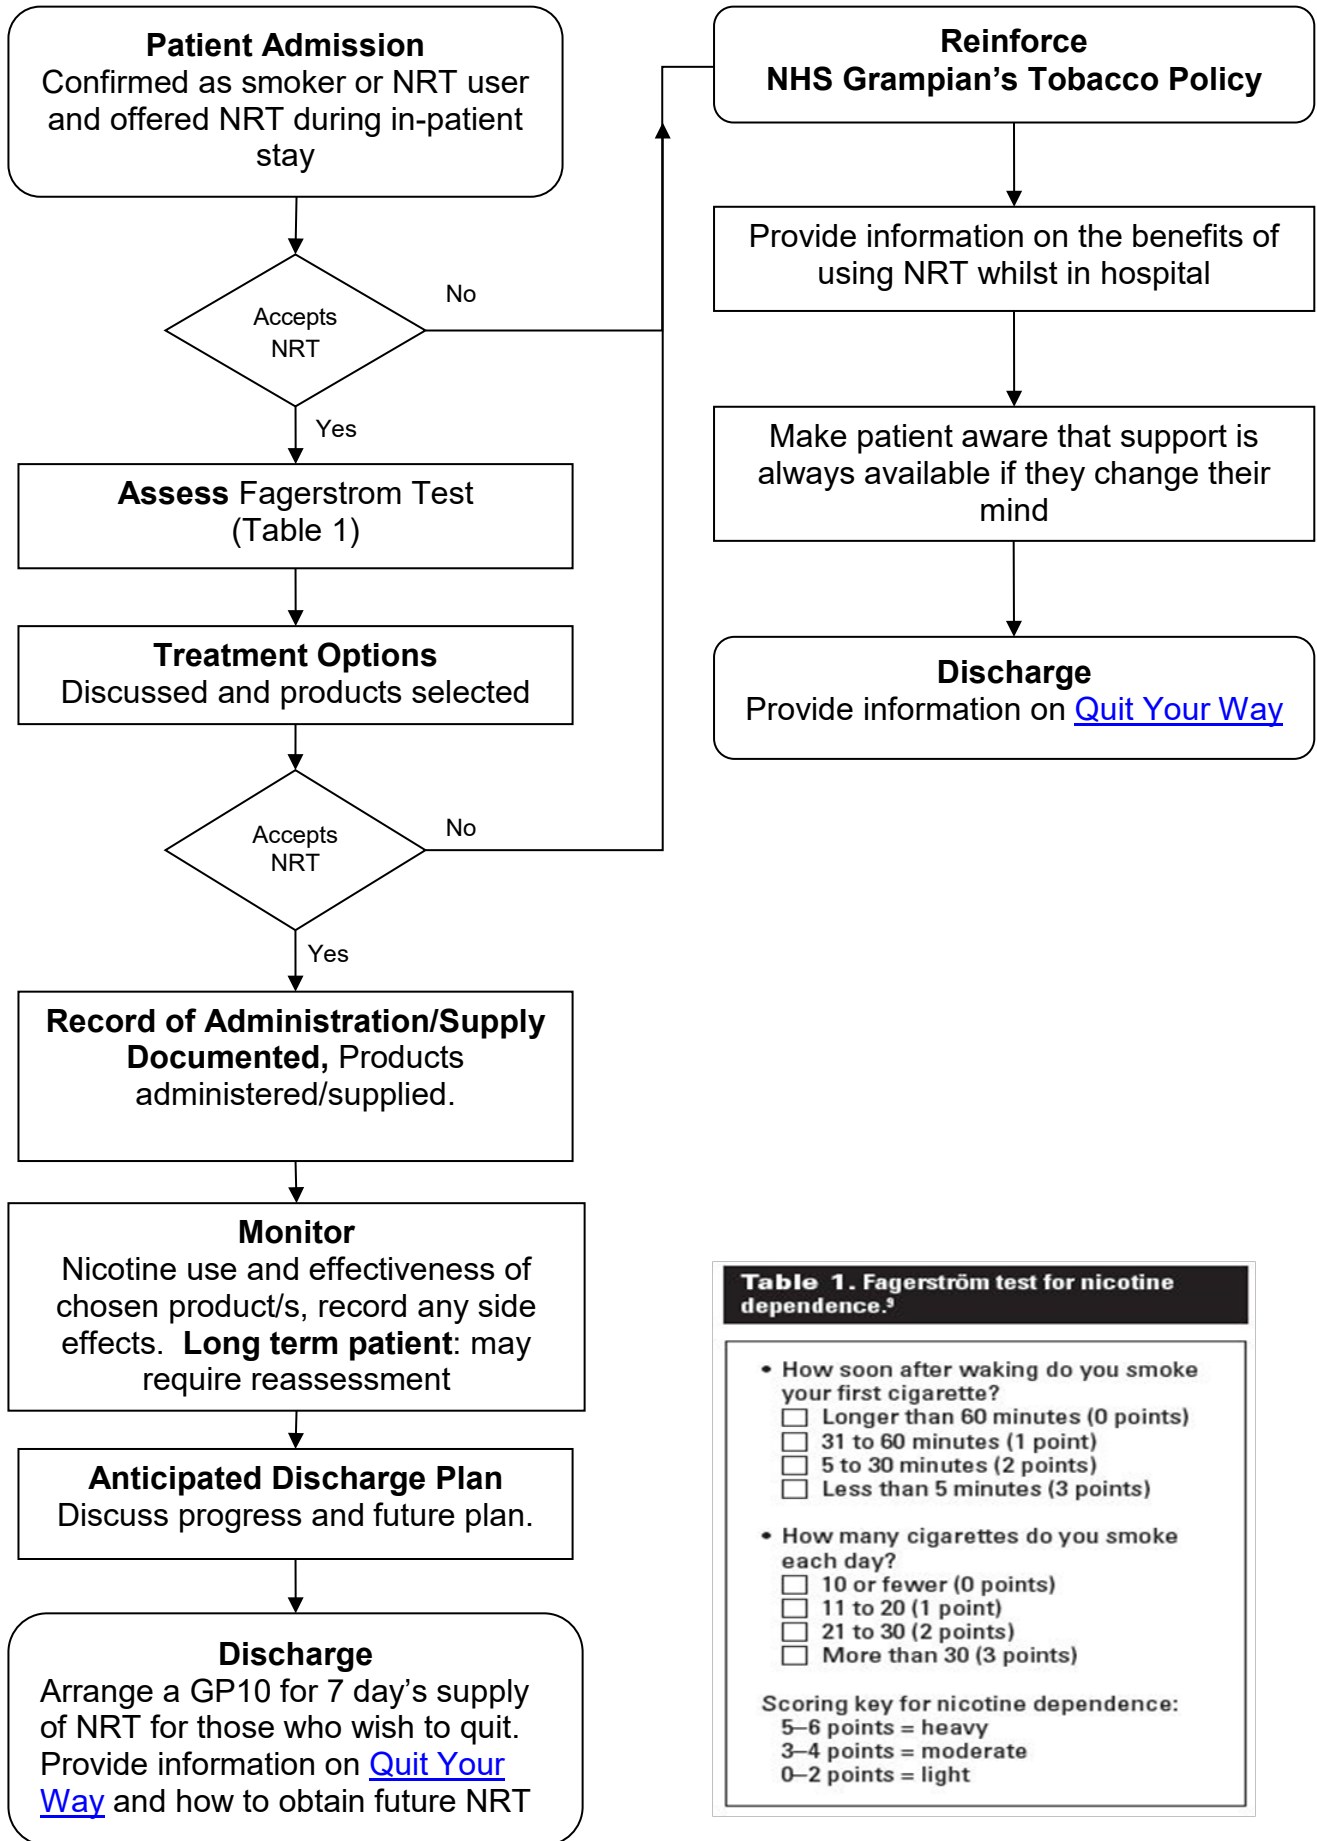 Patient Admission
Confirmed as smoker or NRT user
and offered NRT during in-patient
stay
Accepts
NRT
No
Yes
Assess Fagerstrom Test
(Table 1)
Treatment Options
Discussed and products selected
Accepts
NRT
No
Yes
Record of Administration/Supply
Documented, Products
administered/supplied.
Monitor
Nicotine use and effectiveness of
chosen product/s, record any side
effects.  Long term patient: may
require reassessment
Anticipated Discharge Plan
Discuss progress and future plan.
Discharge
Arrange a GP10 for 7 day's supply
of NRT for those who wish to quit.
Provide information on Quit Your
Way and how to obtain future NRT
Reinforce
NHS Grampian’s Tobacco Policy
Provide information on the benefits of
using NRT whilst in hospital
Make patient aware that support is
always available if they change their
mind
Discharge
Provide information on Quit Your Way
Table 1. Fagerström test for nicotine
dependence.⁹
• How soon after waking do you smoke
your first cigarette?
☐ Longer than 60 minutes (0 points)
☐ 31 to 60 minutes (1 point)
☐ 5 to 30 minutes (2 points)
☐ Less than 5 minutes (3 points)
• How many cigarettes do you smoke
each day?
☐ 10 or fewer (0 points)
☐ 11 to 20 (1 point)
☐ 21 to 30 (2 points)
☐ More than 30 (3 points)
Scoring key for nicotine dependence:
5–6 points = heavy
3–4 points = moderate
0–2 points = light